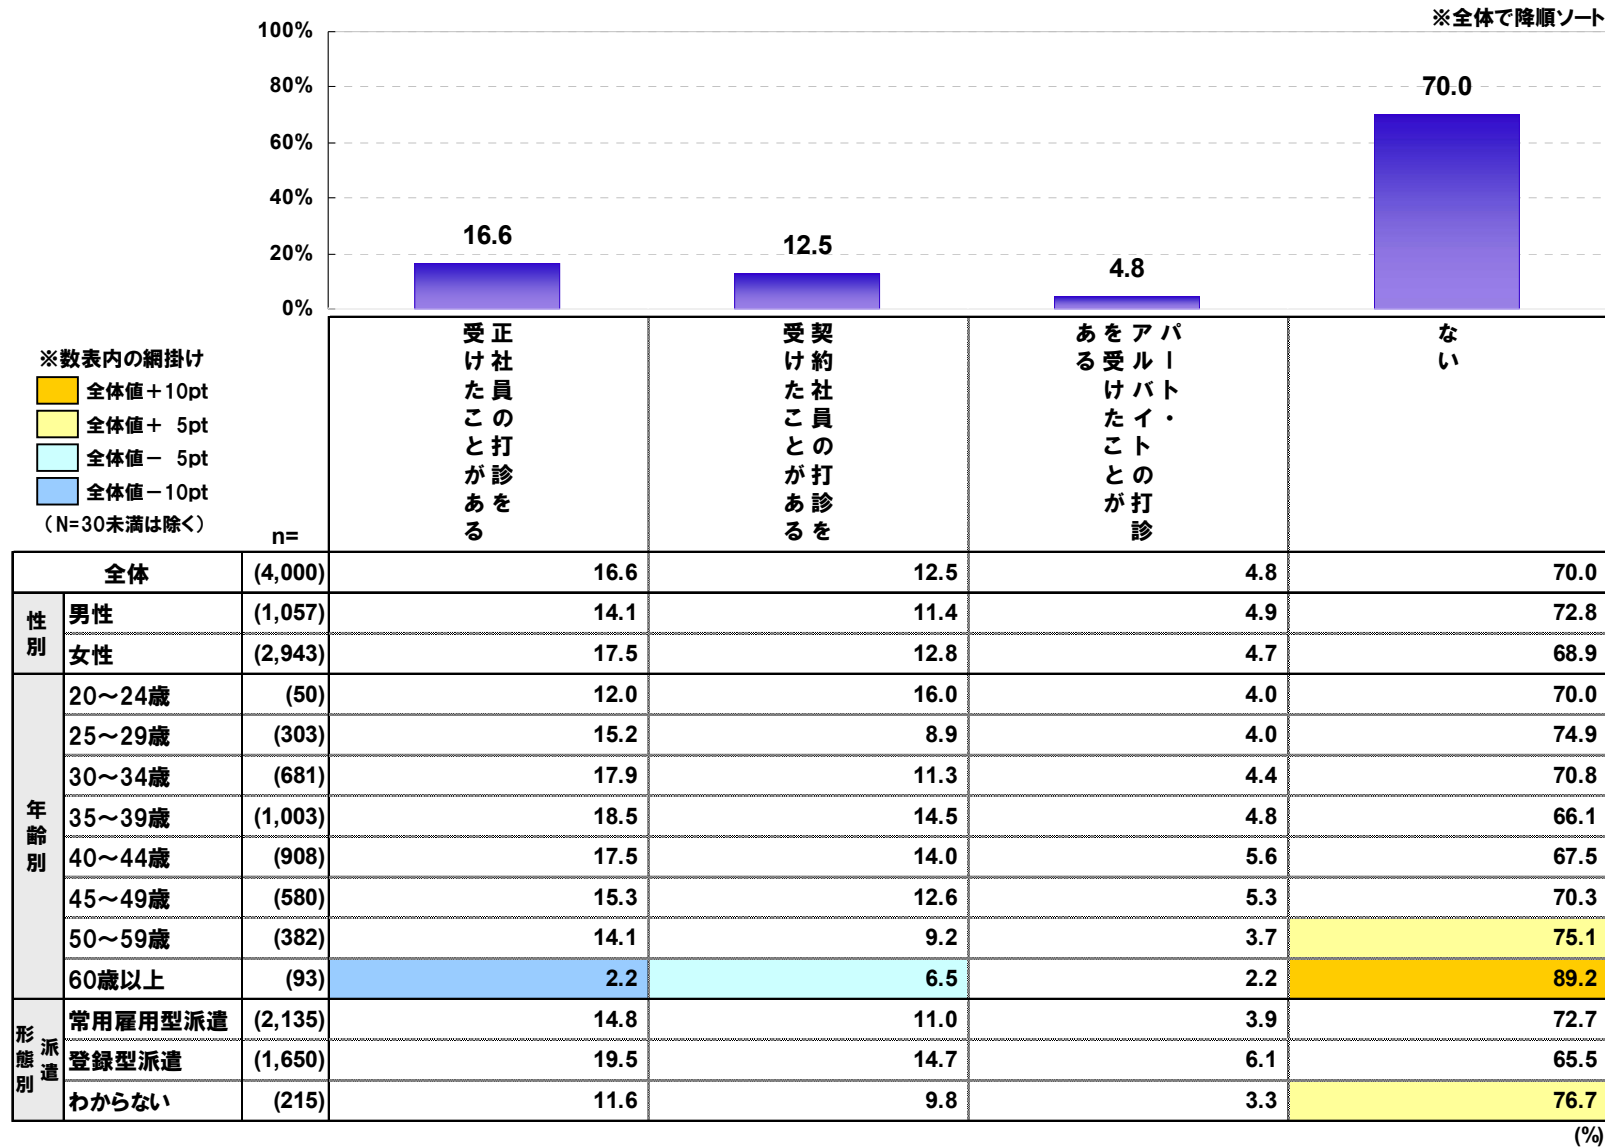 ※全体で降順ソート
100%
80%
60%
40%
20%
0%
16.6
12.5
4.8
70.0
※数表内の網掛け
全体値＋10pt
全体値＋ 5pt
全体値－ 5pt
全体値－10pt
（N=30未満は除く）
n=
正社員の打診を
受けたことがある
契約社員の打診を
受けたことがある
パート・
アルバイトの打診
を受けたことが
ある
ない
全体 (4,000) 16.6 12.5 4.8 70.0
性別
男性 (1,057) 14.1 11.4 4.9 72.8
女性 (2,943) 17.5 12.8 4.7 68.9
年齢別
20～24歳 (50) 12.0 16.0 4.0 70.0
25～29歳 (303) 15.2 8.9 4.0 74.9
30～34歳 (681) 17.9 11.3 4.4 70.8
35～39歳 (1,003) 18.5 14.5 4.8 66.1
40～44歳 (908) 17.5 14.0 5.6 67.5
45～49歳 (580) 15.3 12.6 5.3 70.3
50～59歳 (382) 14.1 9.2 3.7 75.1
60歳以上 (93) 2.2 6.5 2.2 89.2
派遣
形態別
常用雇用型派遣 (2,135) 14.8 11.0 3.9 72.7
登録型派遣 (1,650) 19.5 14.7 6.1 65.5
わからない (215) 11.6 9.8 3.3 76.7
(%)